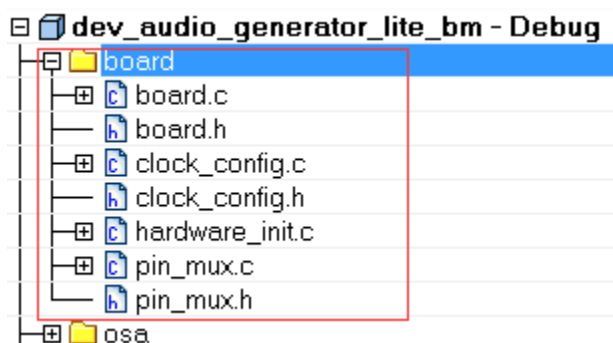 dev_audio_generator_lite_bm - Debug
board
c board.c
h board.h
c clock_config.c
h clock_config.h
c hardware_init.c
c pin_mux.c
h pin_mux.h
osa